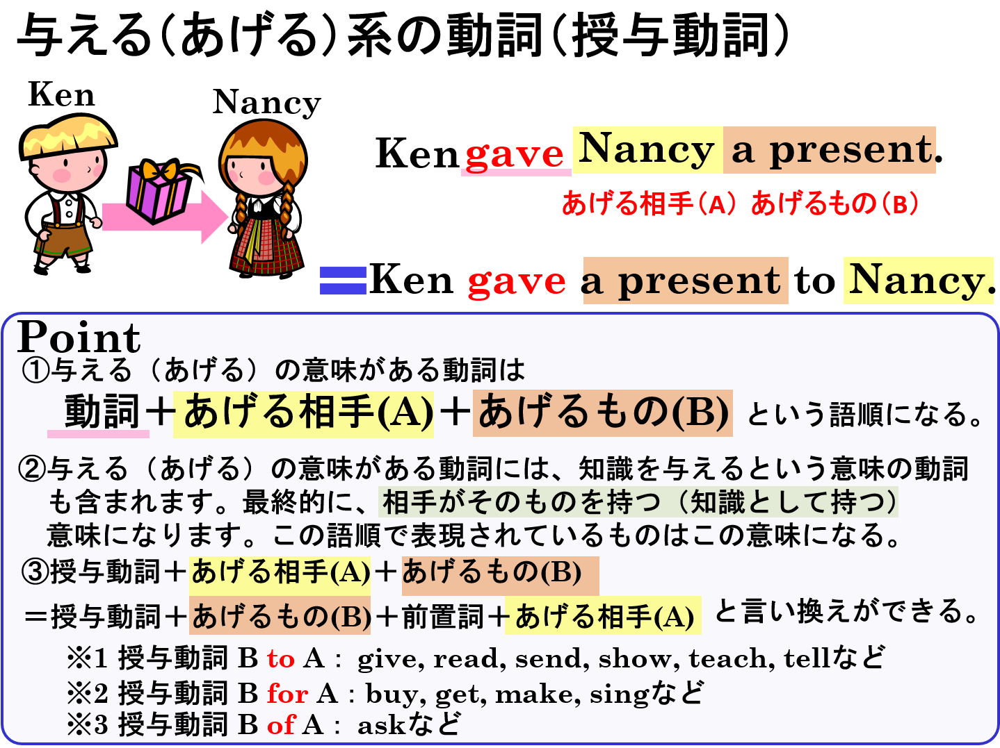 与える（あげる）系の動詞（授与動詞）
Ken
Nancy
Ken gave Nancy a present.
あげる相手（A） あげるもの（B）
＝Ken gave a present to Nancy.
Point
①与える（あげる）の意味がある動詞は
動詞＋あげる相手(A)＋あげるもの(B) という語順になる。
②与える（あげる）の意味がある動詞には、知識を与えるという意味の動詞
も含まれます。最終的に、相手がそのものを持つ（知識として持つ）
意味になります。この語順で表現されているものはこの意味になる。
③授与動詞＋あげる相手(A)＋あげるもの(B)
＝授与動詞＋あげるもの(B)＋前置詞＋あげる相手(A) と言い換えができる。
※1 授与動詞 B to A： give, read, send, show, teach, tellなど
※2 授与動詞 B for A：buy, get, make, singなど
※3 授与動詞 B of A： askなど